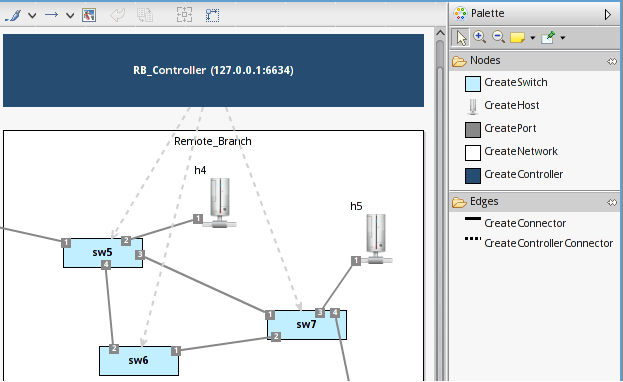 Palette
RB_Controller (127.0.0.1:6634)
Nodes
CreateSwitch
CreateHost
CreatePort
CreateNetwork
CreateController
Edges
CreateConnector
CreateControllerConnector
Remote_Branch
h4
1
h5
1
1
2
sw5
3
4
1
3
4
sw7
2
2
1
sw6